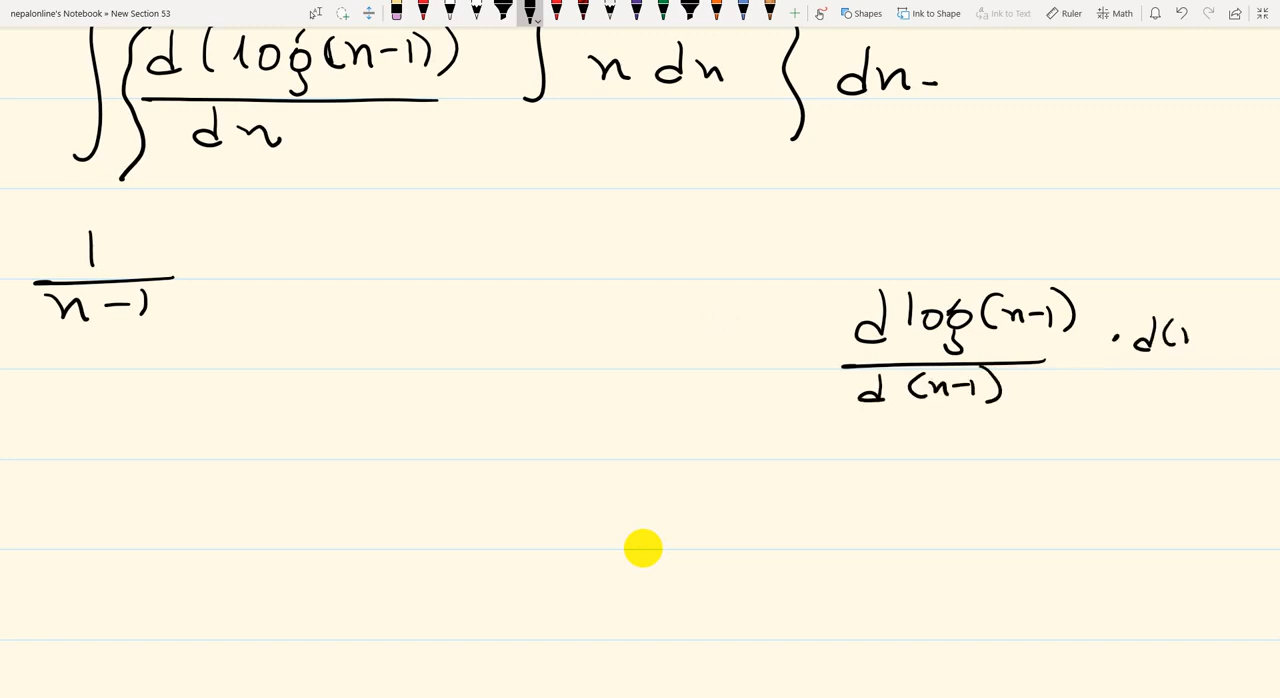 nepalonline's Notebook » New Section 53
Shapes Ink to Shape Ink to Text Ruler Math
∫ { d(log(n-1)) / dn ∫ n dn } dn -
1 / n-1
d log(n-1) / d (n-1) . d(